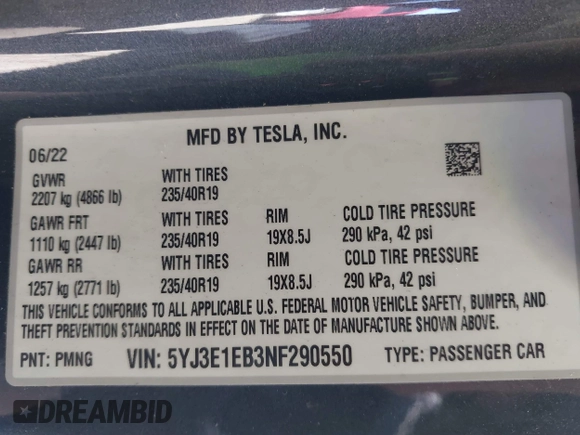 MFD BY TESLA, INC.
06/22
GVWR WITH TIRES
2207 kg (4866 lb) 235/40R19
GAWR FRT WITH TIRES RIM COLD TIRE PRESSURE
1110 kg (2447 lb) 235/40R19 19X8.5J 290 kPa, 42 psi
GAWR RR WITH TIRES RIM COLD TIRE PRESSURE
1257 kg (2771 lb) 235/40R19 19X8.5J 290 kPa, 42 psi
THIS VEHICLE CONFORMS TO ALL APPLICABLE U.S. FEDERAL MOTOR VEHICLE SAFETY, BUMPER, AND
THEFT PREVENTION STANDARDS IN EFFECT ON THE DATE OF MANUFACTURE SHOWN ABOVE.
PNT: PMNG VIN: 5YJ3E1EB3NF290550 TYPE: PASSENGER CAR
DREAMBID